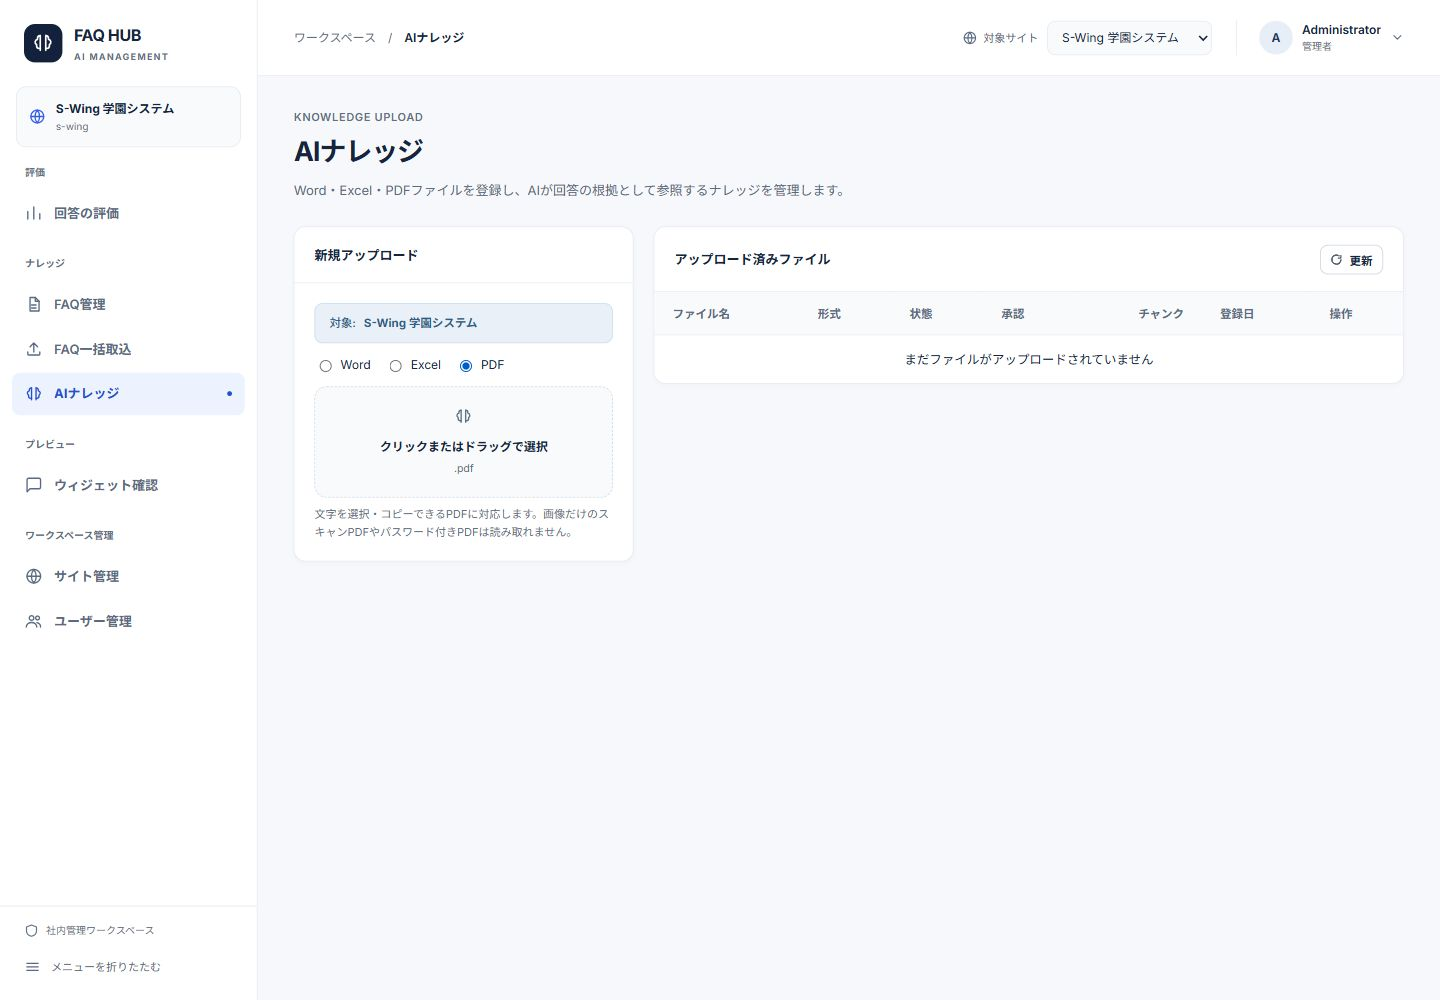 FAQ HUB
AI MANAGEMENT
S-Wing 学園システム
s-wing
評価
回答の評価
ナレッジ
FAQ管理
FAQ一括取込
AIナレッジ
プレビュー
ウィジェット確認
ワークスペース管理
サイト管理
ユーザー管理
社内管理ワークスペース
メニューを折りたたむ
ワークスペース / AIナレッジ
対象サイト S-Wing 学園システム
A Administrator
管理者
KNOWLEDGE UPLOAD
AIナレッジ
Word・Excel・PDFファイルを登録し、AIが回答の根拠として参照するナレッジを管理します。
新規アップロード
対象: S-Wing 学園システム
Word Excel PDF
クリックまたはドラッグで選択
.pdf
文字を選択・コピーできるPDFに対応します。画像だけのス
キャンPDFやパスワード付きPDFは読み取れません。
アップロード済みファイル
更新
ファイル名 形式 状態 承認 チャンク 登録日 操作
まだファイルがアップロードされていません